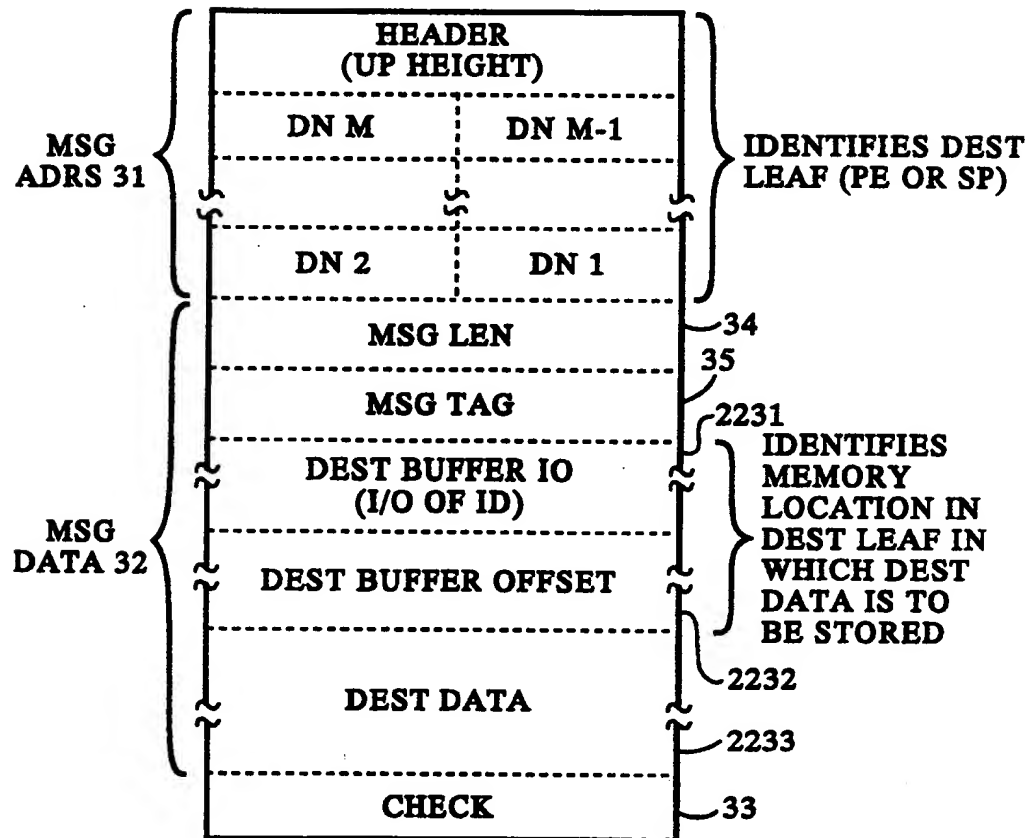 HEADER
(UP HEIGHT)
DN M
DN M-1
MSG
ADRS 31
IDENTIFIES DEST
LEAF (PE OR SP)
DN 2
DN 1
MSG LEN
34
MSG TAG
35
2231
DEST BUFFER IO
(I/O OF ID)
IDENTIFIES
MEMORY
LOCATION IN
DEST LEAF IN
WHICH DEST
DATA IS TO
BE STORED
MSG
DATA 32
DEST BUFFER OFFSET
2232
DEST DATA
2233
CHECK
33